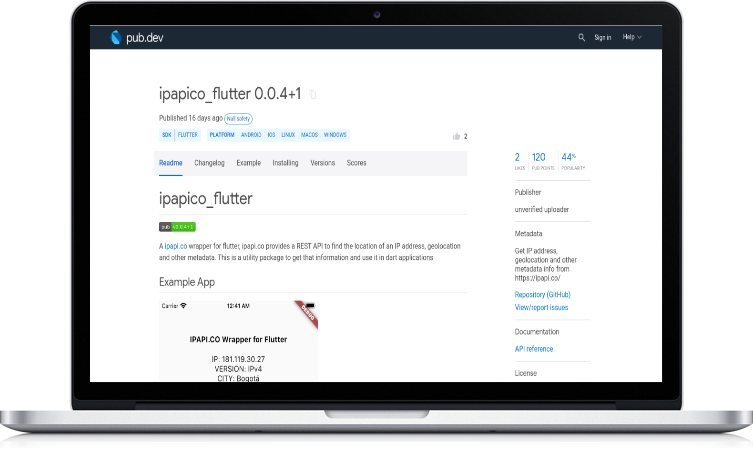 pub.dev
Sign in
Help
ipapico_flutter 0.0.4+1
Published 16 days ago Null safety
SDK FLUTTER PLATFORM ANDROID IOS LINUX MACOS WINDOWS
2
Readme Changelog Example Installing Versions Scores
ipapico_flutter
pub v0.0.4+1
A ipapi.co wrapper for flutter, ipai.co provides a REST API to find the location of an IP address, geolocation
and other metadata. This is a utility package to get that information and use it in dart applications
Example App
Carrier 12:41 AM
DEBUG
IPAPI.CO Wrapper for Flutter
IP: 181.119.30.27
VERSION: IPv4
CITY: Bogotá
2 120 44%
LIKES PUB POINTS POPULARITY
Publisher
unverified uploader
Metadata
Get IP address,
geolocation and other
metadata info from
https://ipapi.co/
Repository (GitHub)
View/report issues
Documentation
API reference
License